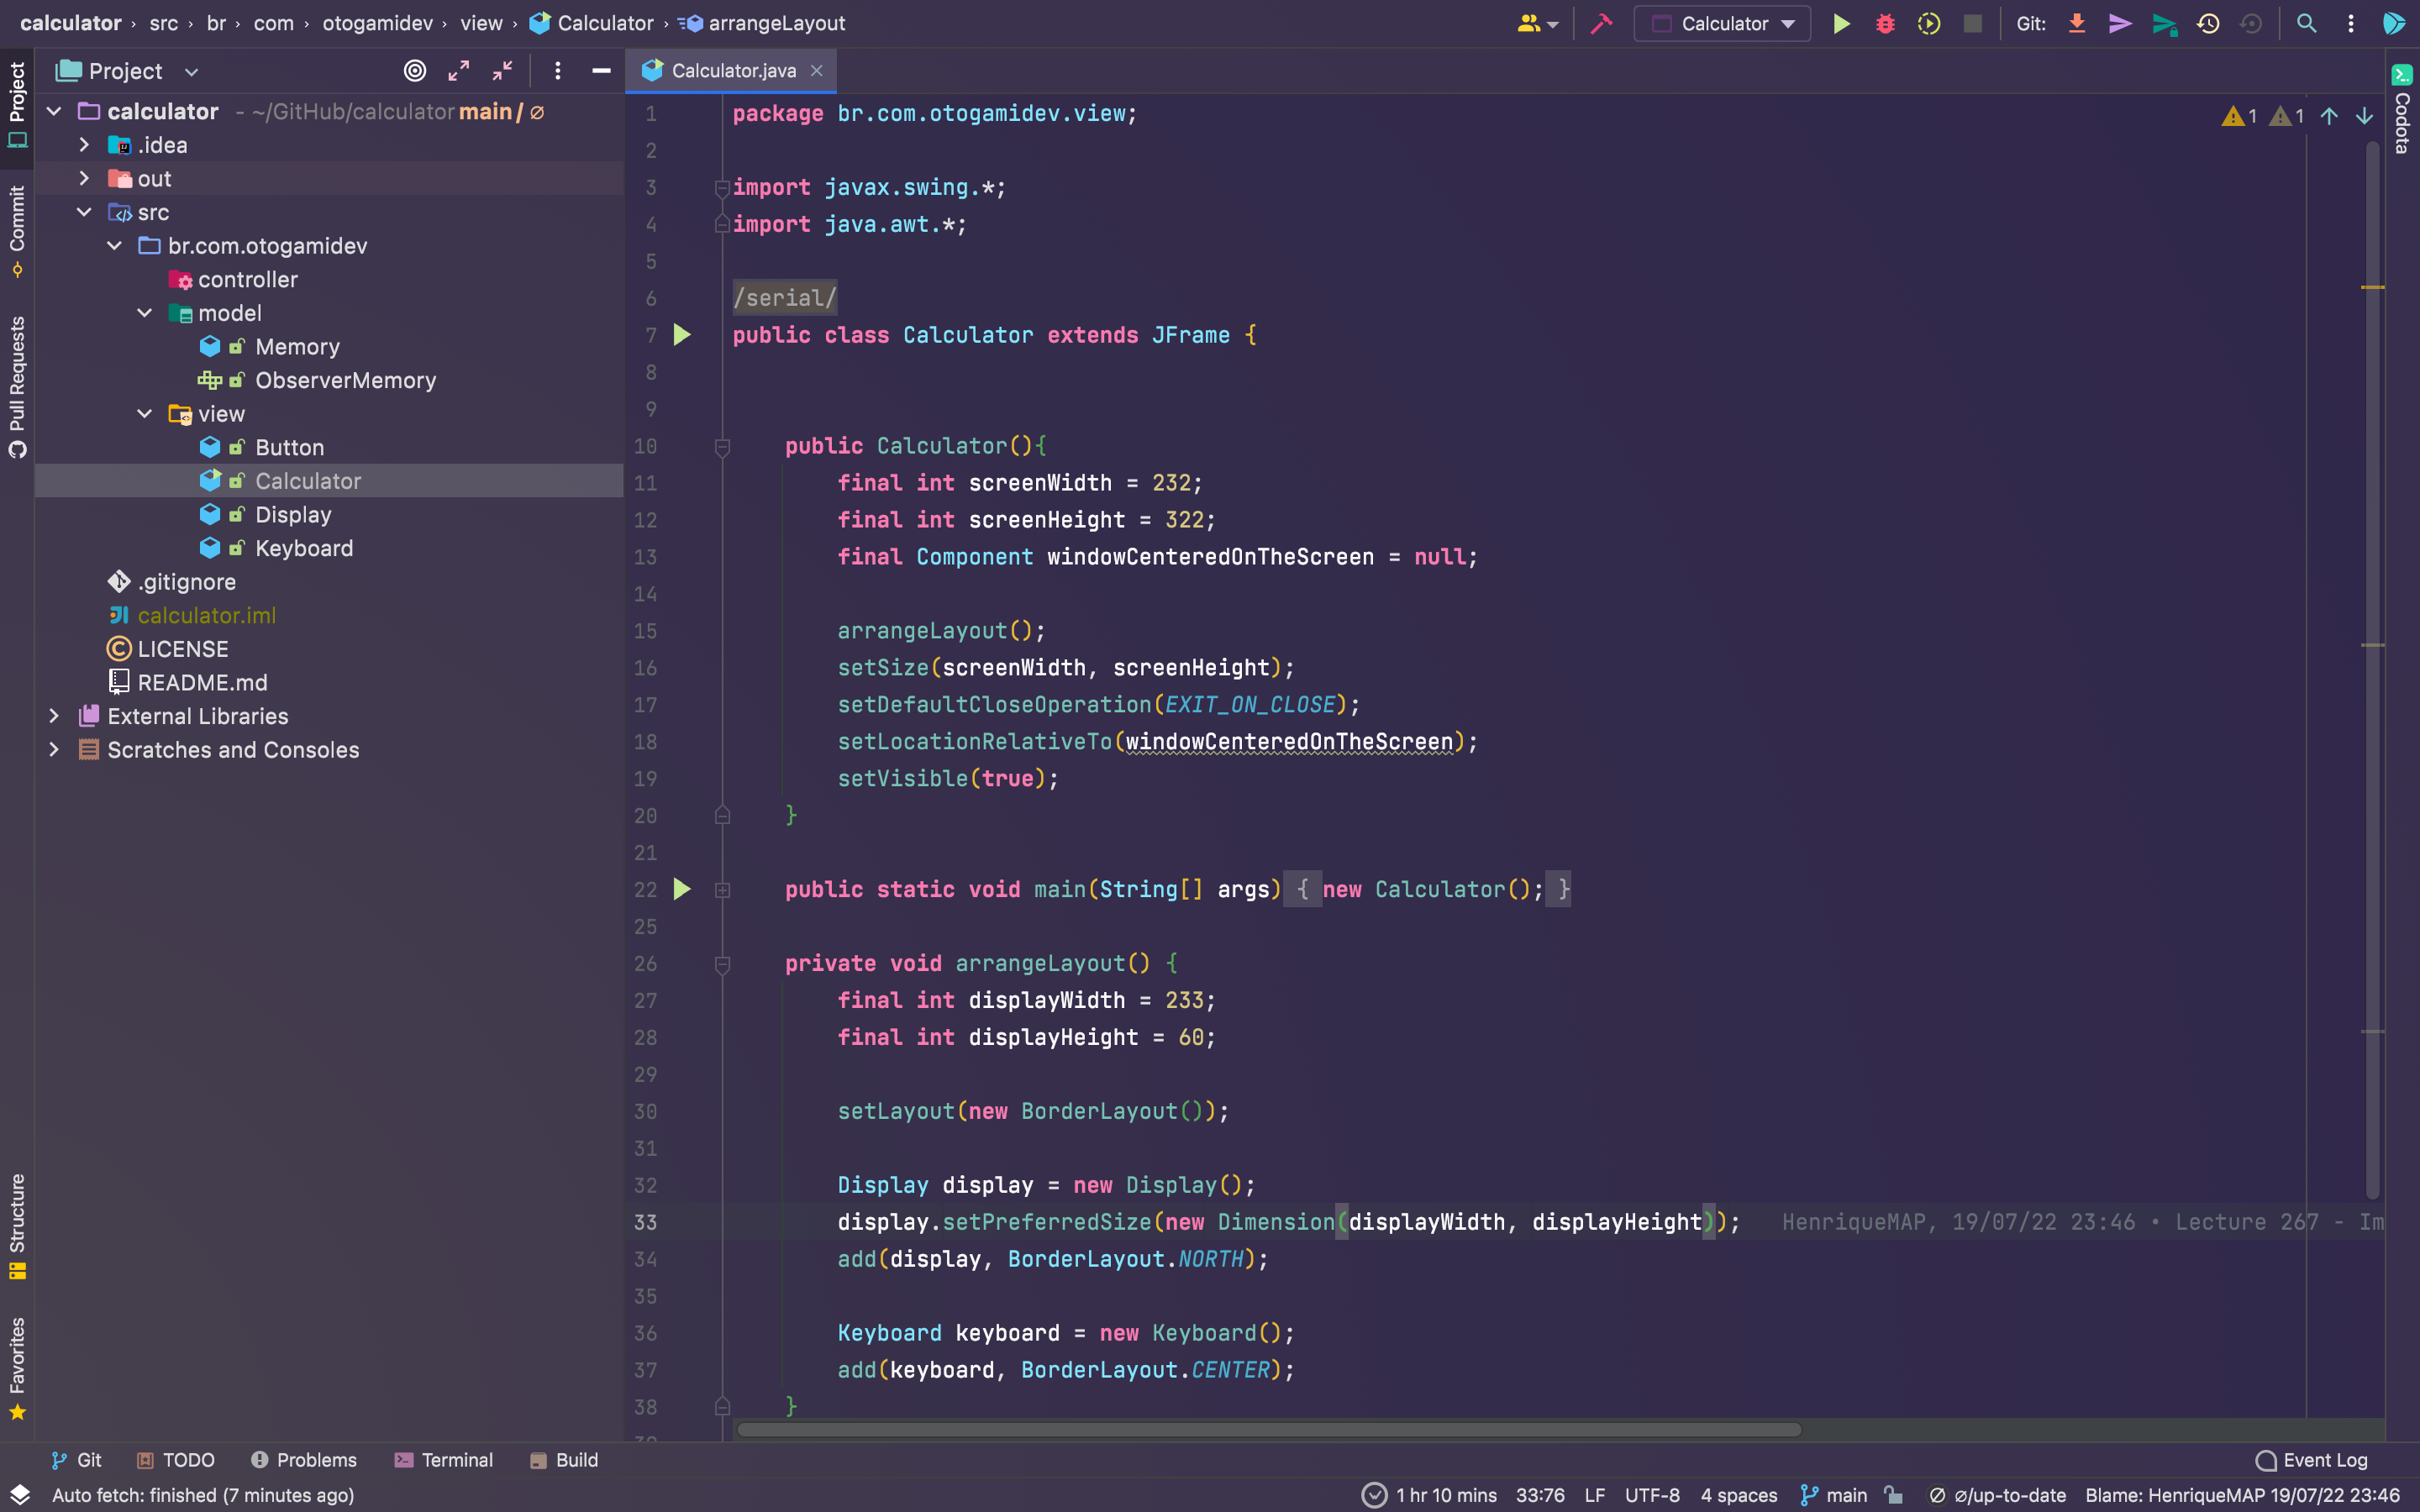 calculator › src › br › com › otogamidev › view › Calculator › arrangeLayout
Calculator
Git:
Project
Commit
Pull Requests
Structure
Favorites
Project
calculator - ~/GitHub/calculator main / ∅
.idea
out
src
br.com.otogamidev
controller
model
Memory
ObserverMemory
view
Button
Calculator
Display
Keyboard
.gitignore
calculator.iml
LICENSE
README.md
External Libraries
Scratches and Consoles
Calculator.java
1 1
Codota
1 package br.com.otogamidev.view;
2
3 import javax.swing.*;
4 import java.awt.*;
5
6 /serial/
7 public class Calculator extends JFrame {
8
9
10 public Calculator(){
11 final int screenWidth = 232;
12 final int screenHeight = 322;
13 final Component windowCenteredOnTheScreen = null;
14
15 arrangeLayout();
16 setSize(screenWidth, screenHeight);
17 setDefaultCloseOperation(EXIT_ON_CLOSE);
18 setLocationRelativeTo(windowCenteredOnTheScreen);
19 setVisible(true);
20 }
21
22 public static void main(String[] args) { new Calculator(); }
25
26 private void arrangeLayout() {
27 final int displayWidth = 233;
28 final int displayHeight = 60;
29
30 setLayout(new BorderLayout());
31
32 Display display = new Display();
33 display.setPreferredSize(new Dimension(displayWidth, displayHeight)); HenriqueMAP, 19/07/22 23:46 • Lecture 267 - Im
34 add(display, BorderLayout.NORTH);
35
36 Keyboard keyboard = new Keyboard();
37 add(keyboard, BorderLayout.CENTER);
38 }
Git TODO Problems Terminal Build Event Log
Auto fetch: finished (7 minutes ago) 1 hr 10 mins 33:76 LF UTF-8 4 spaces main ∅/up-to-date Blame: HenriqueMAP 19/07/22 23:46